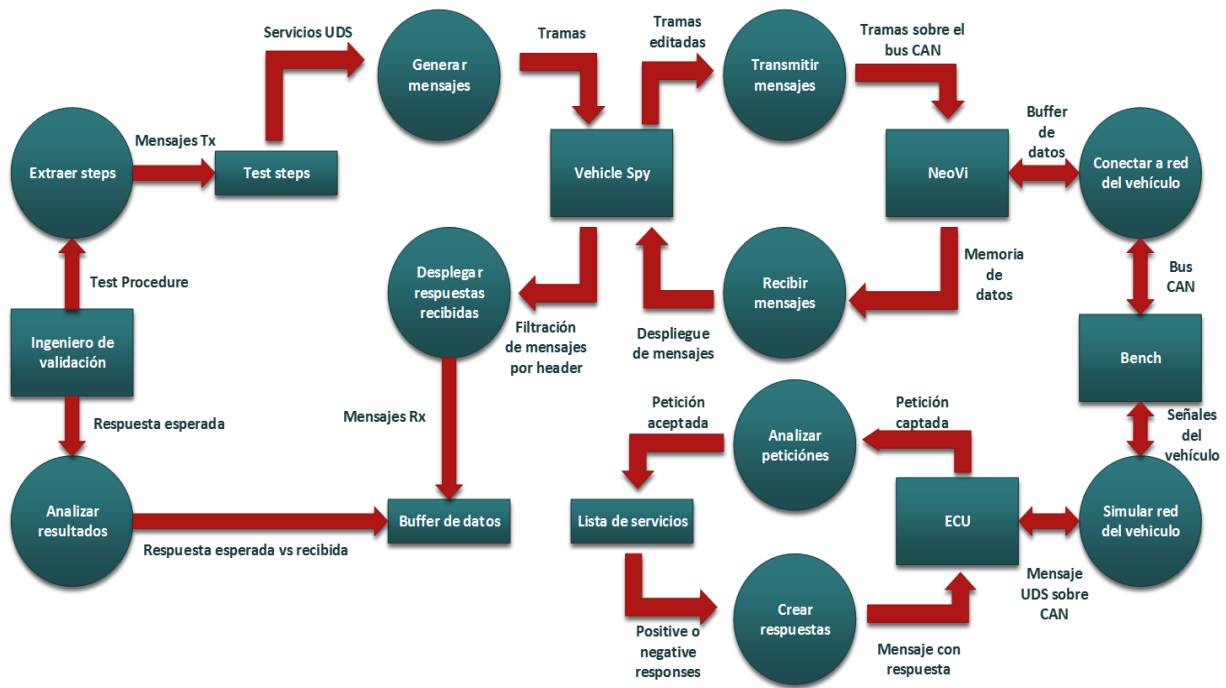 Servicios UDS
Generar
mensajes
Tramas
Tramas
editadas
Transmitir
mensajes
Tramas sobre el
bus CAN
Extraer steps
Mensajes Tx
Test steps
Vehicle Spy
NeoVi
Buffer
de
datos
Conectar a red
del vehículo
Test Procedure
Desplegar
respuestas
recibidas
Recibir
mensajes
Memoria
de
datos
Bus
CAN
Ingeniero de
validación
Filtración
de mensajes
por header
Despliegue
de mensajes
Bench
Respuesta esperada
Mensajes Rx
Petición
aceptada
Analizar
peticiónes
Petición
captada
Señales
del
vehículo
Analizar
resultados
Respuesta esperada vs recibida
Buffer de datos
Lista de servicios
ECU
Simular red
del vehiculo
Positive o
negative
responses
Crear
respuestas
Mensaje con
respuesta
Mensaje
UDS sobre
CAN